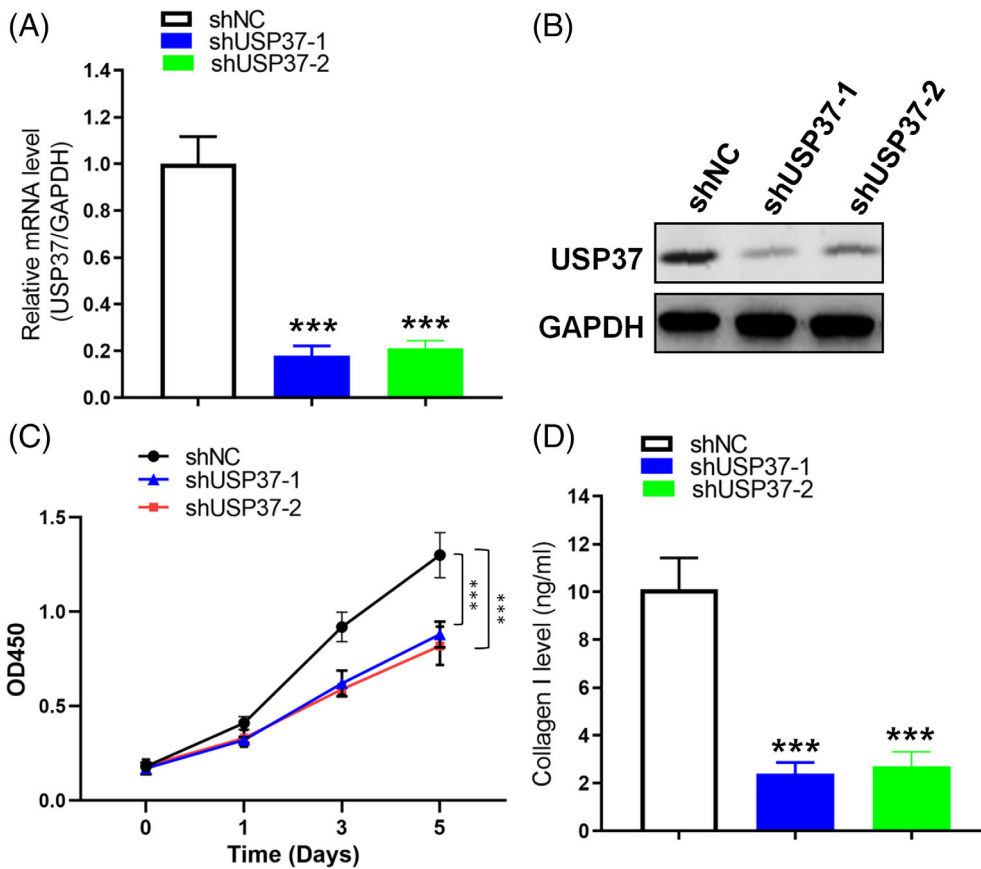 (A)
shNC
shUSP37-1
shUSP37-2
Relative mRNA level
(USP37/GAPDH)
1.4
1.2
1.0
0.8
0.6
0.4
0.2
0.0
***
***
(B)
shNC
shUSP37-1
shUSP37-2
USP37
GAPDH
(C)
shNC
shUSP37-1
shUSP37-2
OD450
1.5
1.0
0.5
0.0
***
***
0 1 3 5
Time (Days)
(D)
shNC
shUSP37-1
shUSP37-2
Collagen I level (ng/ml)
14
12
10
8
6
4
2
0
***
***